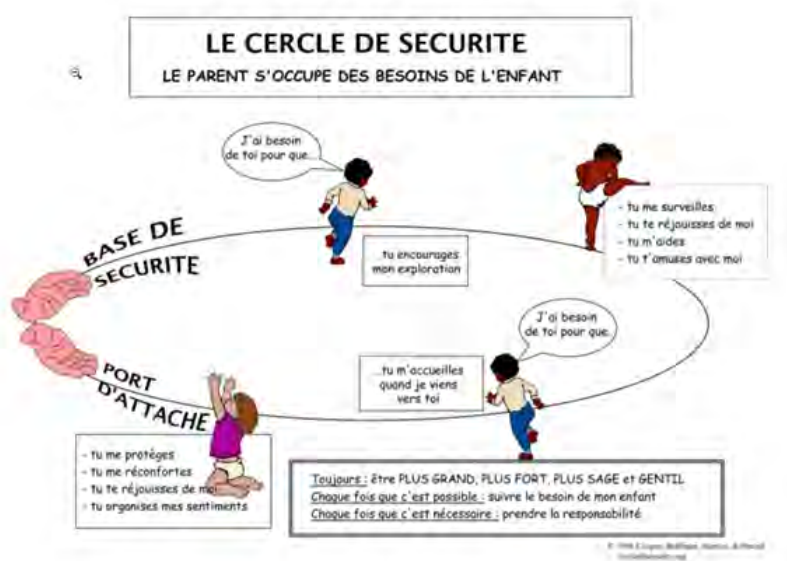 LE CERCLE DE SECURITE
LE PARENT S'OCCUPE DES BESOINS DE L'ENFANT
J'ai besoin
de toi pour que...
BASE DE
SECURITE
...tu encourages
mon exploration
- tu me surveilles
- tu te réjouisses de moi
- tu m'aides
- tu t'amuses avec moi
J'ai besoin
de toi pour que..
...tu m'accueilles
quand je viens
vers toi
PORT
D'ATTACHE
- tu me protèges
- tu me réconfortes
- tu te réjouisses de moi
- tu organises mes sentiments
Toujours : être PLUS GRAND, PLUS FORT, PLUS SAGE et GENTIL
Chaque fois que c'est possible : suivre le besoin de mon enfant
Chaque fois que c'est nécessaire : prendre la responsabilité